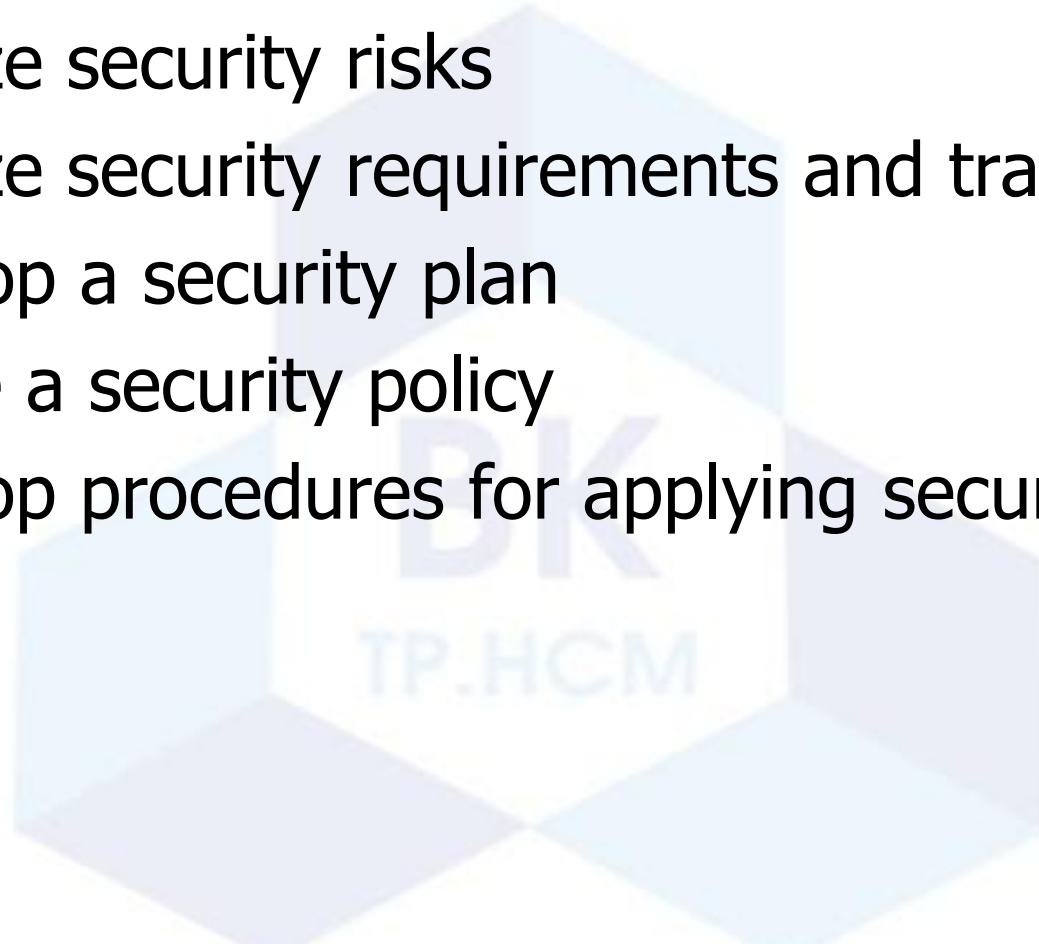 ze security risks
ze security requirements and tra
op a security plan
e a security policy
op procedures for applying secur
BK
TP.HCM